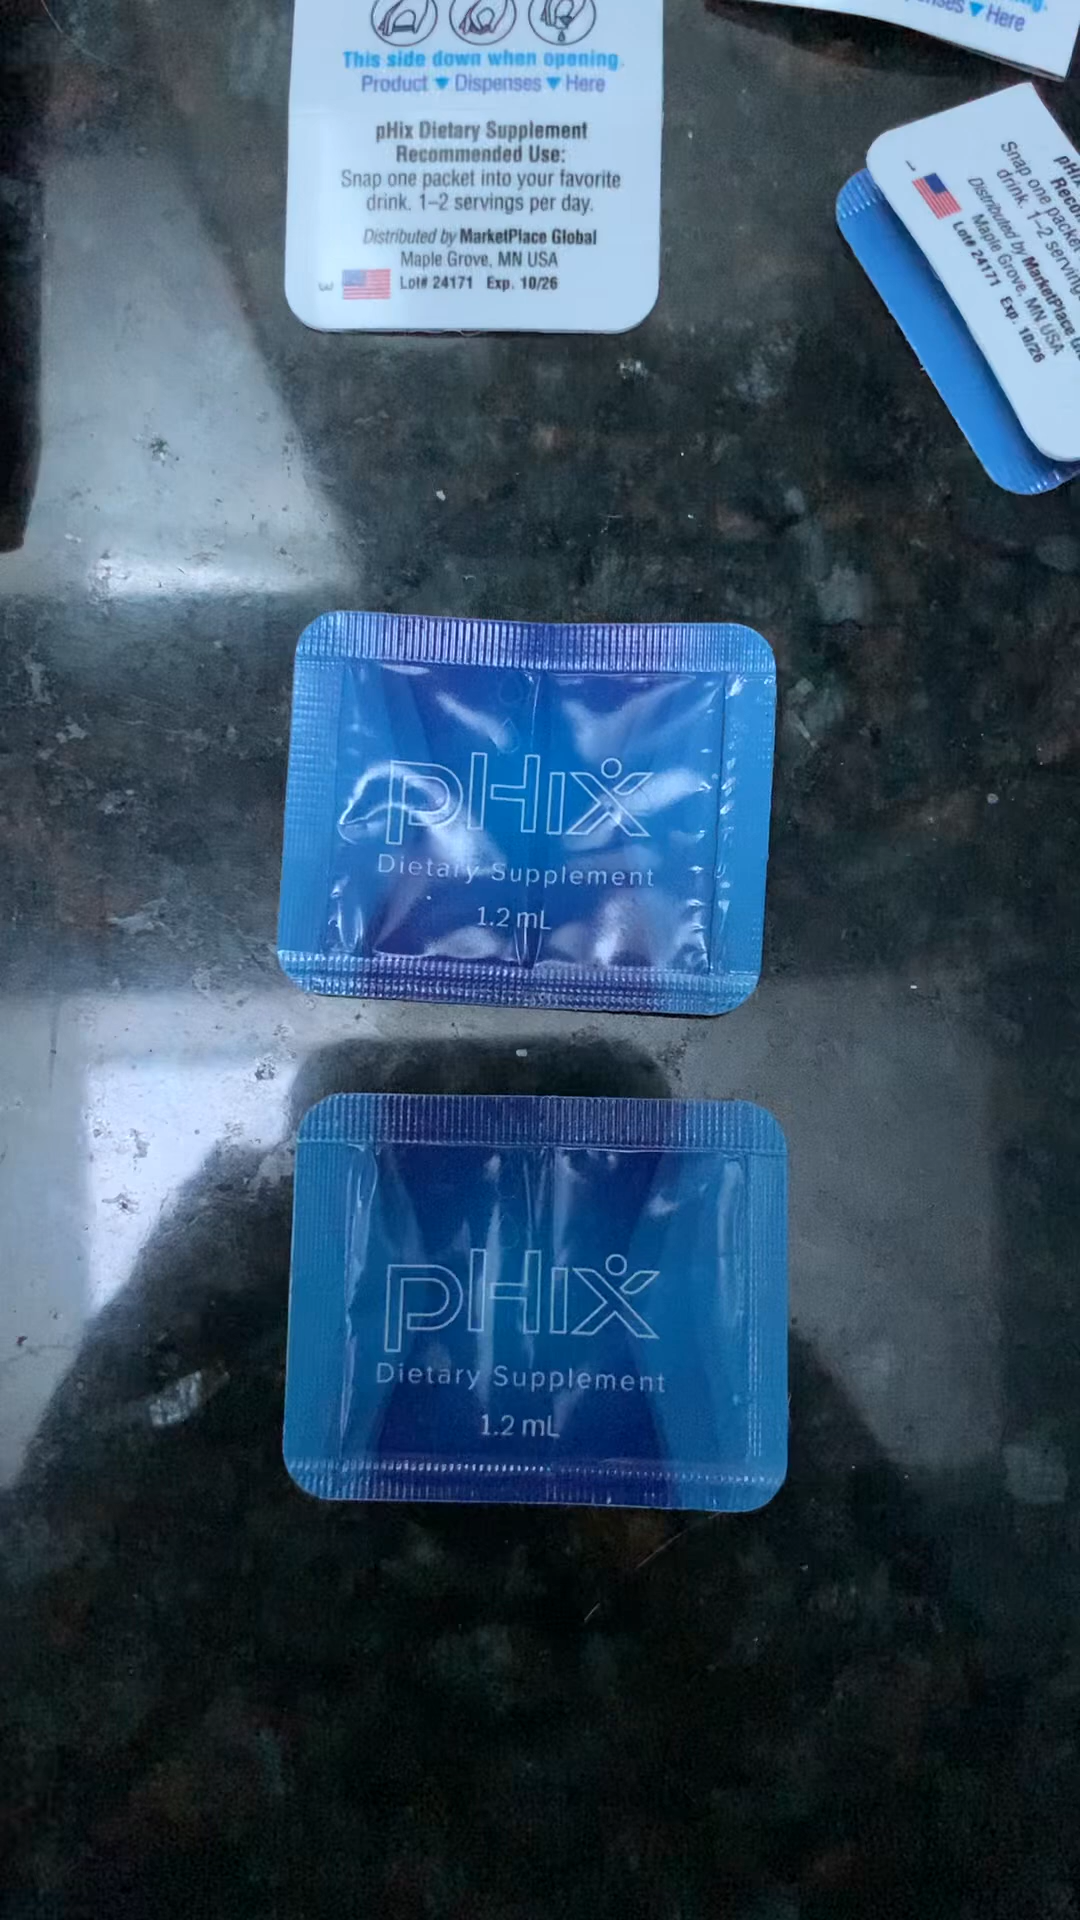 This side down when opening.
Product ▼ Dispenses ▼ Here
pHix Dietary Supplement
Recommended Use:
Snap one packet into your favorite
drink. 1–2 servings per day.
Distributed by MarketPlace Global
Maple Grove, MN USA
3
Lot# 24171 Exp. 10/26
▼ Here
pHix
Snap one packet
drink. 1–2 serving
Distributed by MarketPlace
Maple Grove, MN USA
Lot# 24171 Exp. 10/26
1
pHix
Dietary Supplement
1.2 mL
pHix
Dietary Supplement
1.2 mL